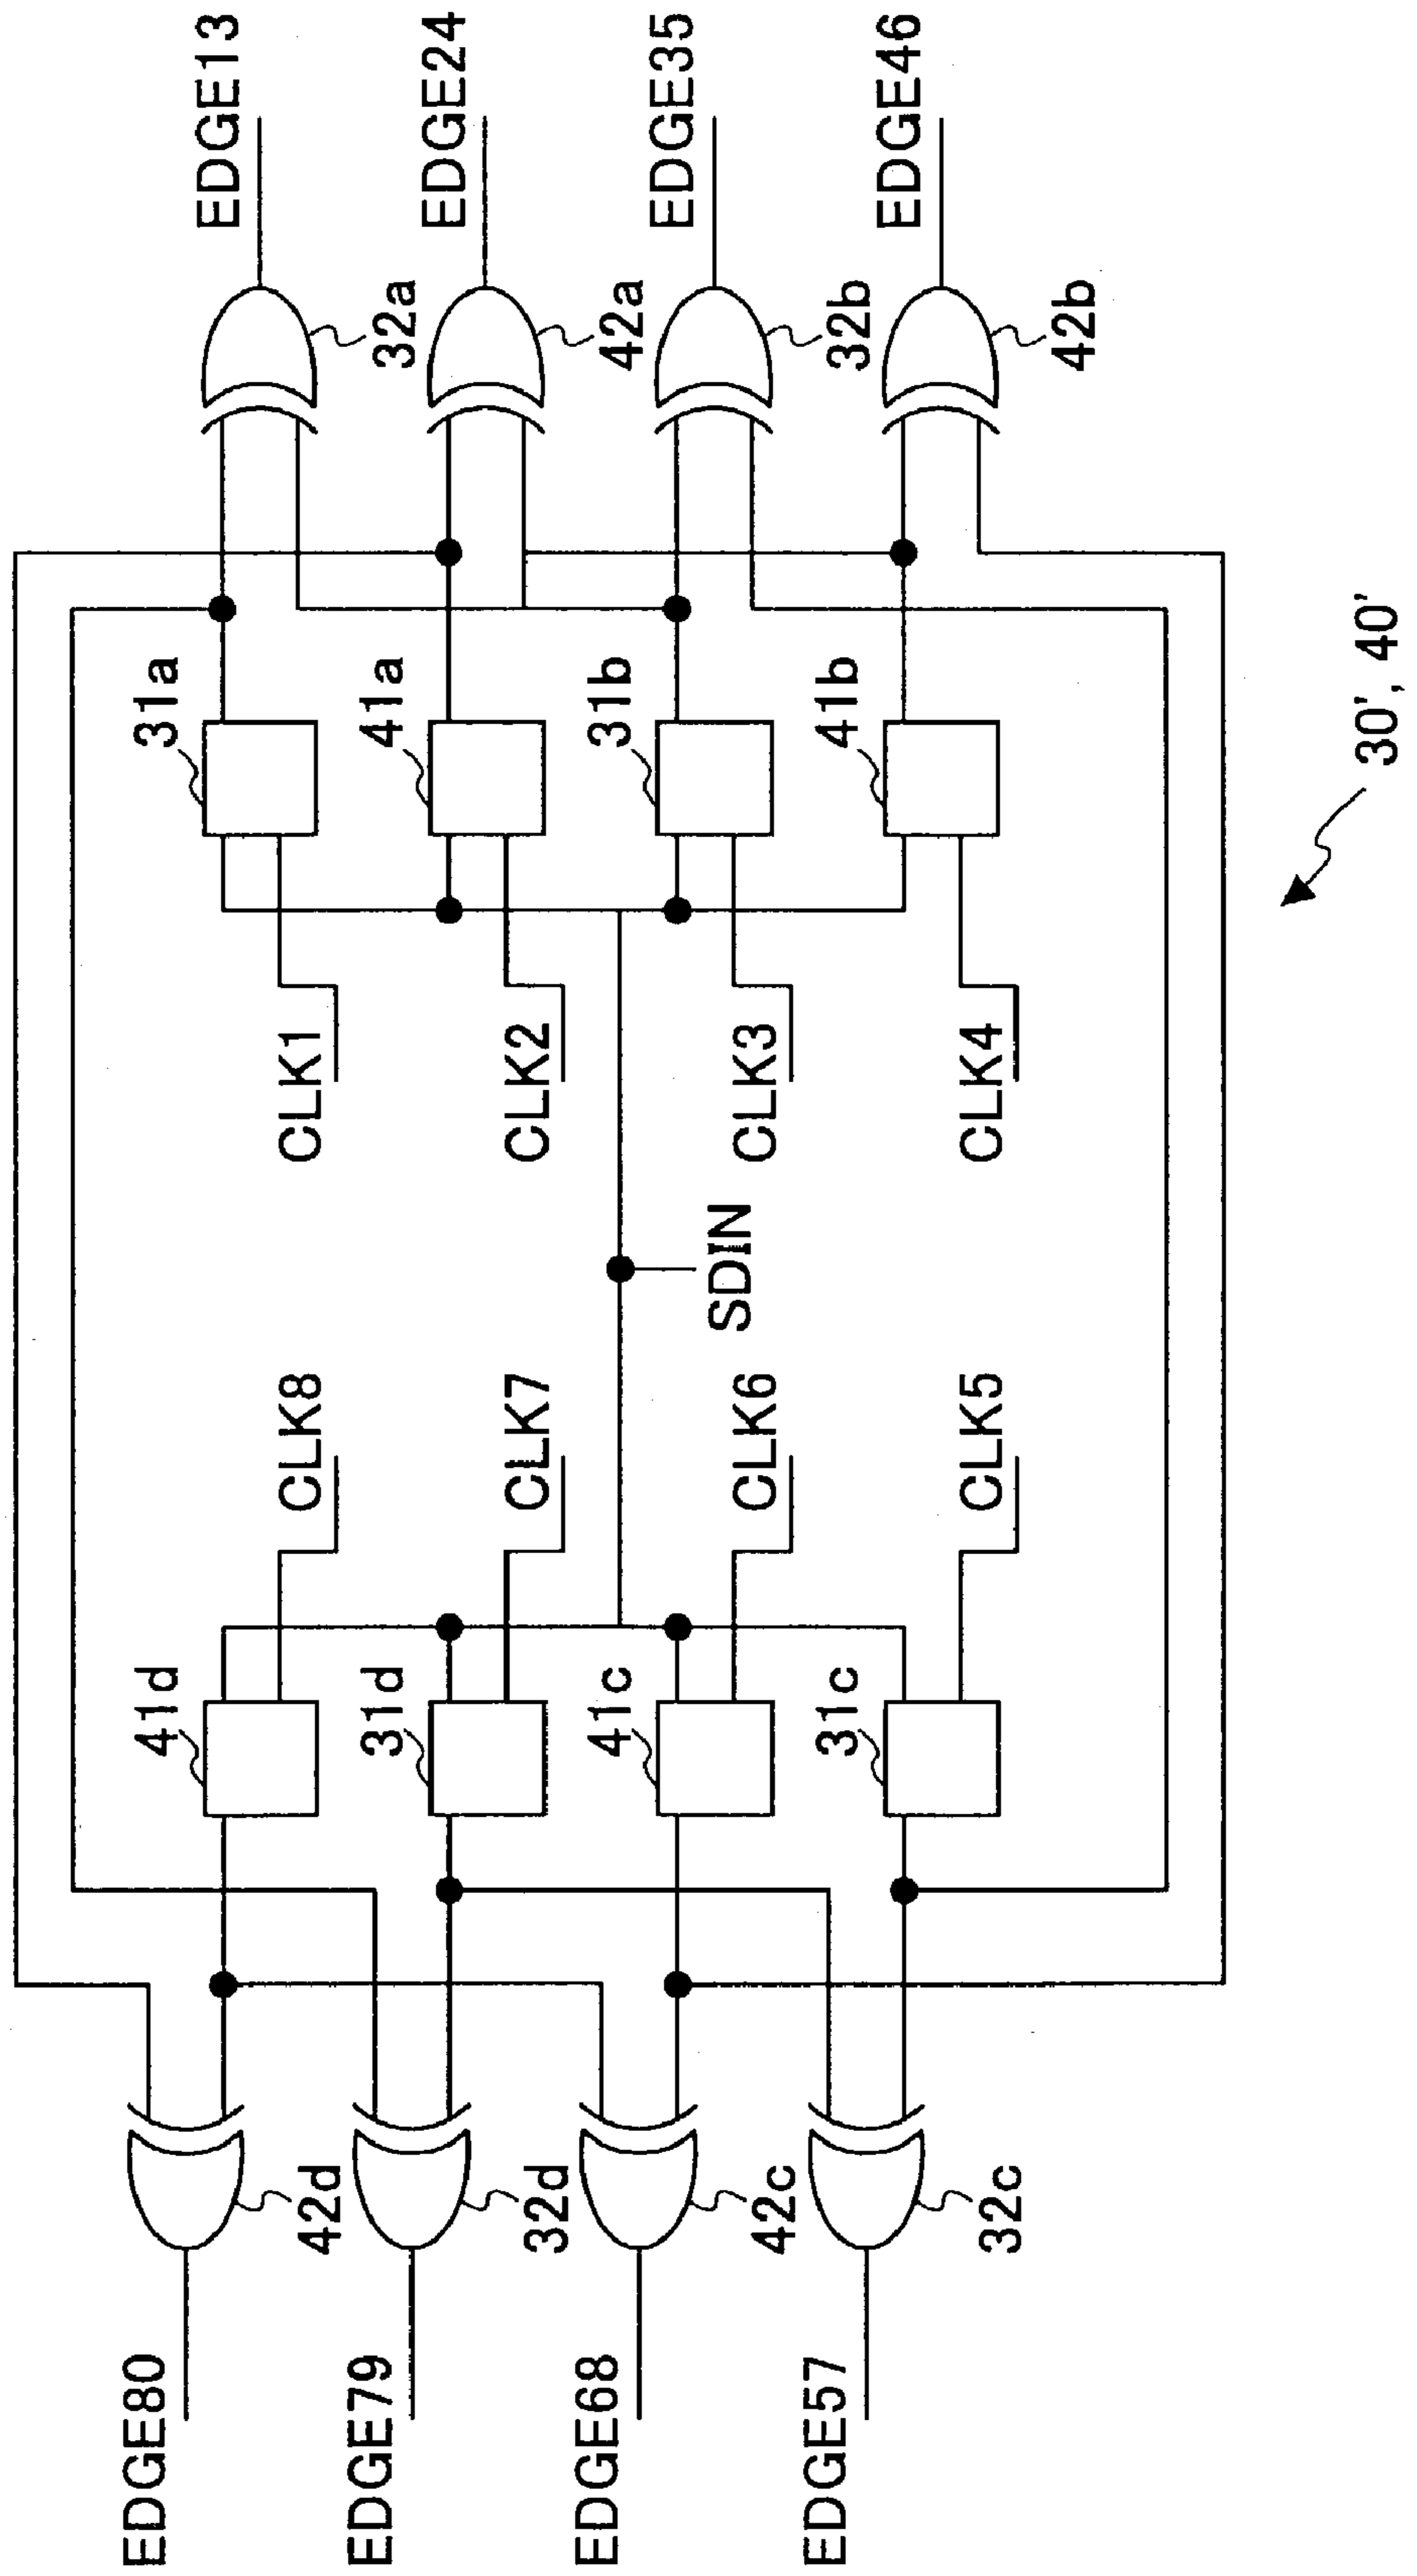 EDGE13
EDGE24
EDGE35
EDGE46
32a
42a
32b
42b
31a
41a
31b
41b
CLK1
CLK2
CLK3
CLK4
SDIN
CLK8
CLK7
CLK6
CLK5
41d
31d
41c
31c
42d
32d
42c
32c
EDGE80
EDGE79
EDGE68
EDGE57
30', 40'